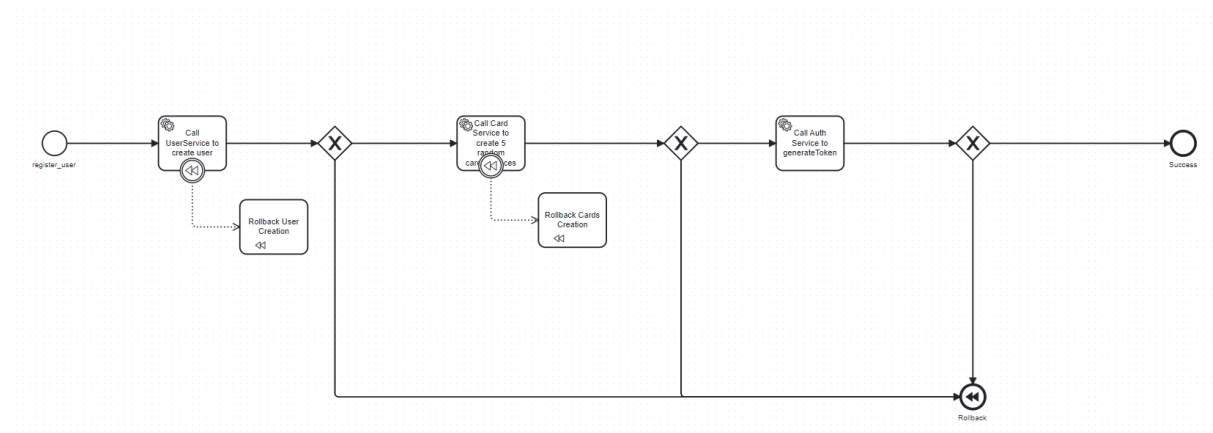 register_user
Call
UserService to
create user
Rollback User
Creation
Call Card
Service to
create 5
random
Rollback Cards
Creation
Call Auth
Service to
generateToken
Success
Rollback